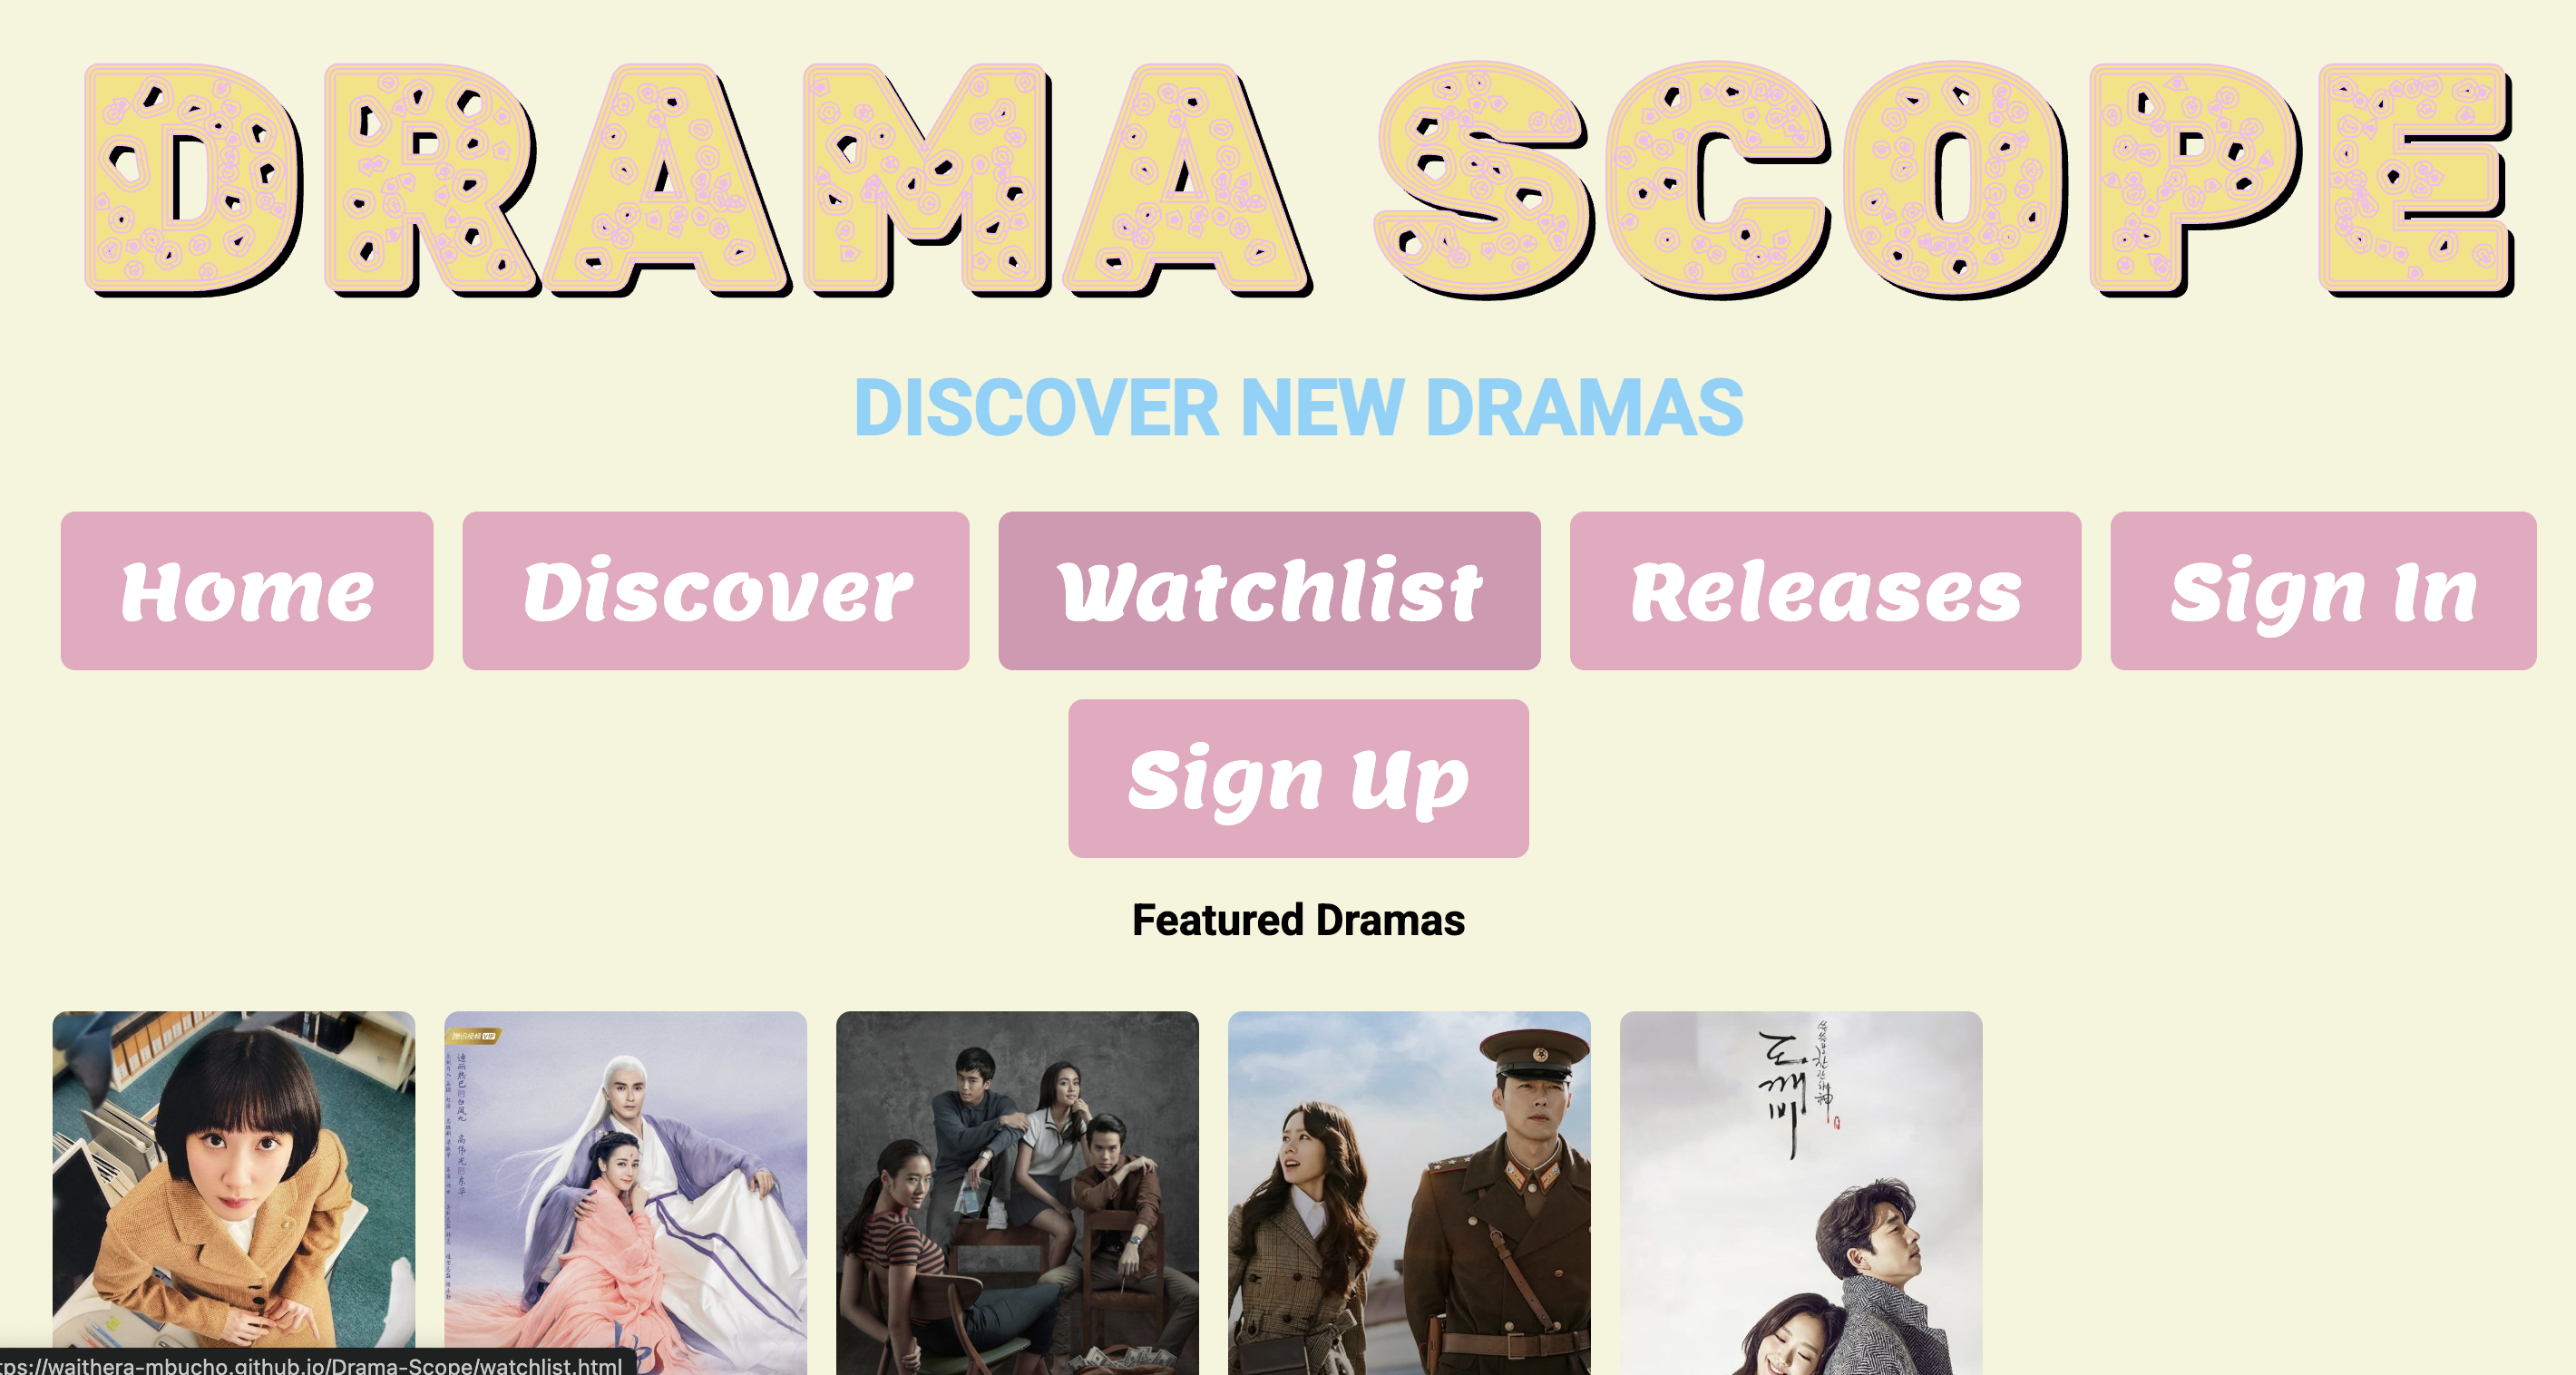 DRAMA SCOPE
DISCOVER NEW DRAMAS
Home Discover Watchlist Releases Sign In
Sign Up
Featured Dramas
도깨비
tps://waithera-mbucho.github.io/Drama-Scope/watchlist.html